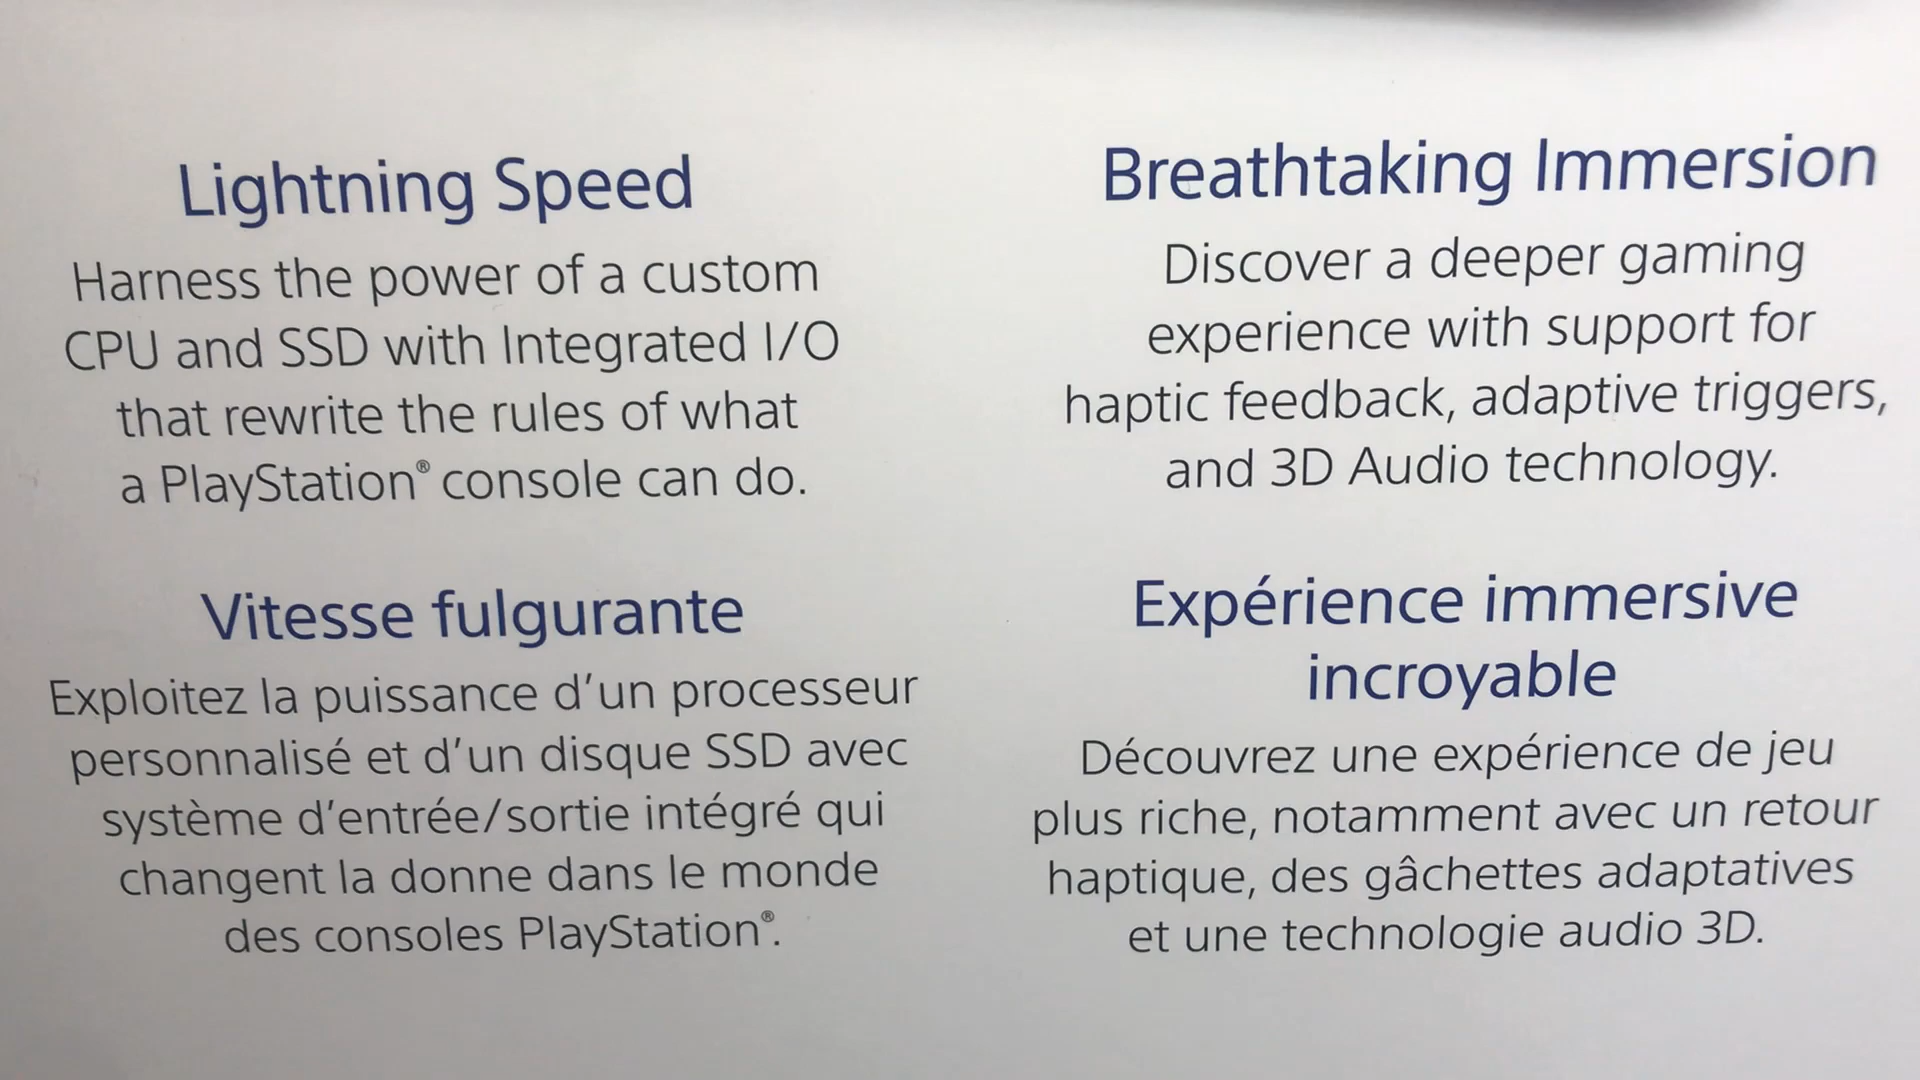 Lightning Speed
Harness the power of a custom
CPU and SSD with Integrated I/O
that rewrite the rules of what
a PlayStation® console can do.
Vitesse fulgurante
Exploitez la puissance d’un processeur
personnalisé et d’un disque SSD avec
système d’entrée/sortie intégré qui
changent la donne dans le monde
des consoles PlayStation®.
Breathtaking Immersion
Discover a deeper gaming
experience with support for
haptic feedback, adaptive triggers,
and 3D Audio technology.
Expérience immersive
incroyable
Découvrez une expérience de jeu
plus riche, notamment avec un retour
haptique, des gâchettes adaptatives
et une technologie audio 3D.